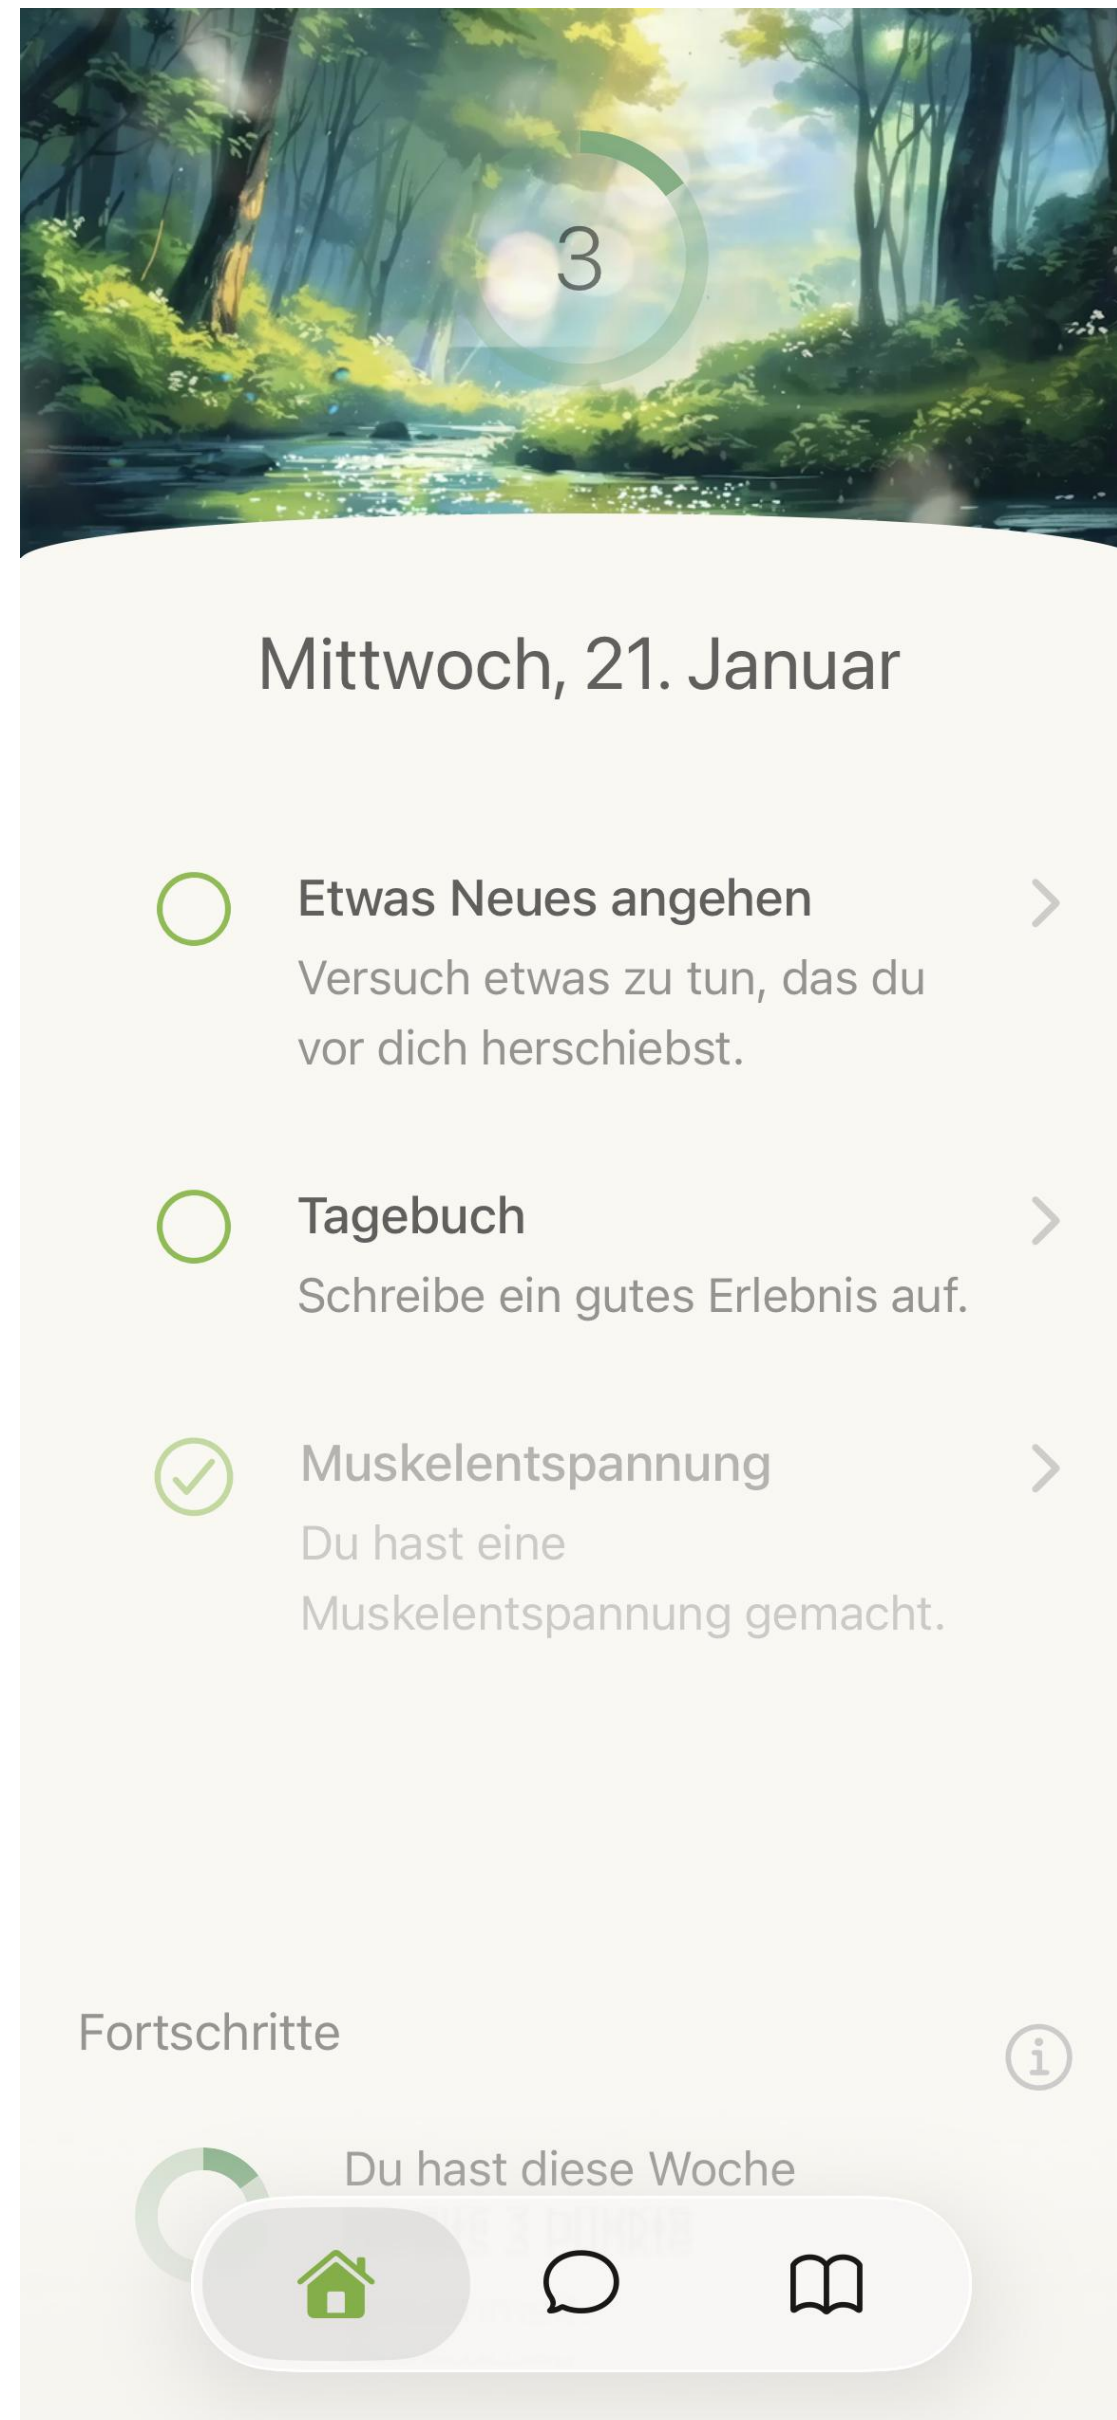 3
Mittwoch, 21. Januar
Etwas Neues angehen
Versuch etwas zu tun, das du
vor dich herschiebst.
Tagebuch
Schreibe ein gutes Erlebnis auf.
Muskelentspannung
Du hast eine
Muskelentspannung gemacht.
Fortschritte
Du hast diese Woche